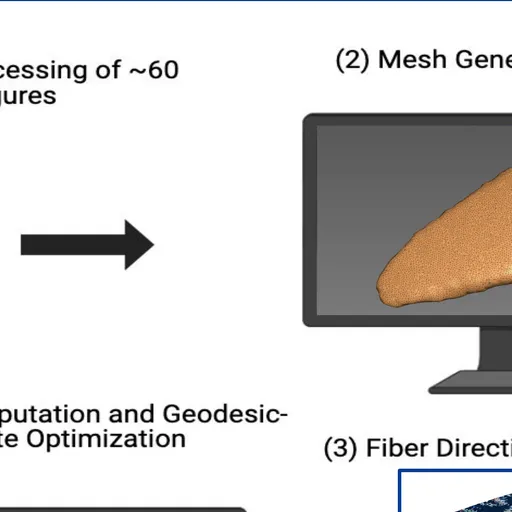 cessing of ~60
gures
(2) Mesh Gene
putation and Geodesic-
te Optimization
(3) Fiber Directi